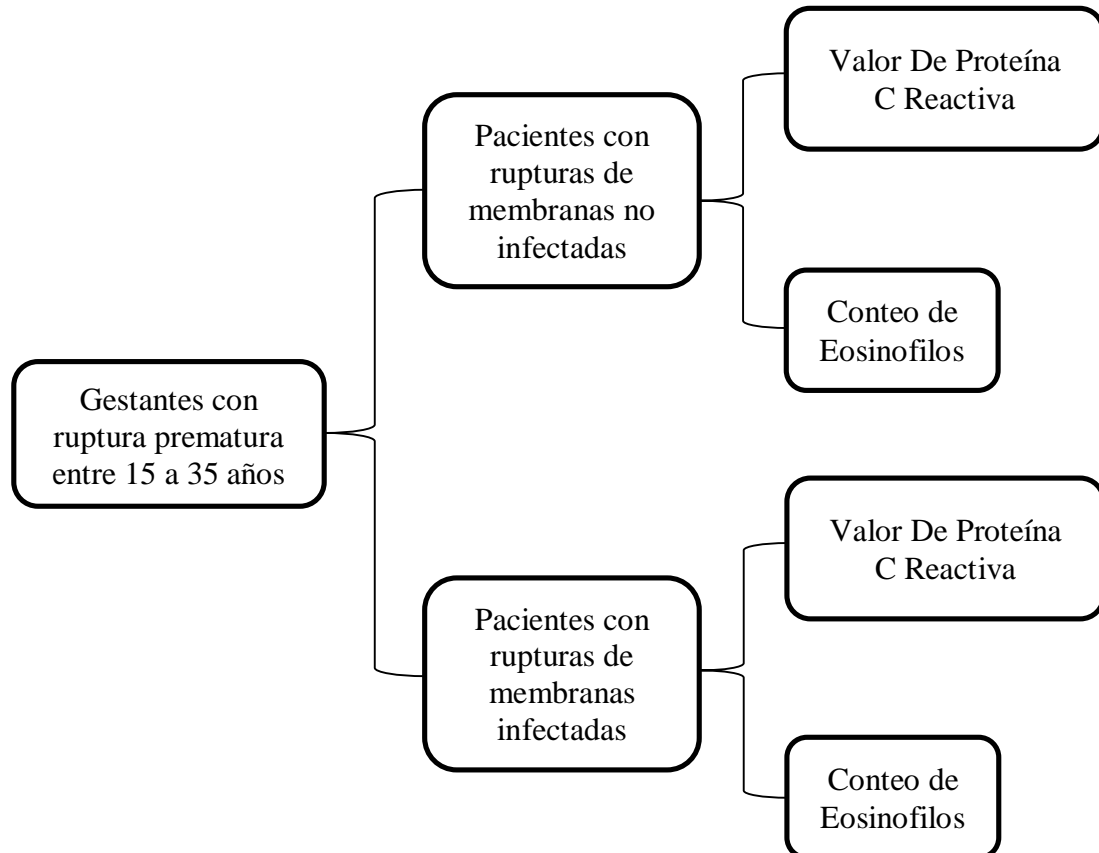 Gestantes con
ruptura prematura
entre 15 a 35 años
Pacientes con
rupturas de
membranas no
infectadas
Valor De Proteína
C Reactiva
Conteo de
Eosinofilos
Pacientes con
rupturas de
membranas
infectadas
Valor De Proteína
C Reactiva
Conteo de
Eosinofilos